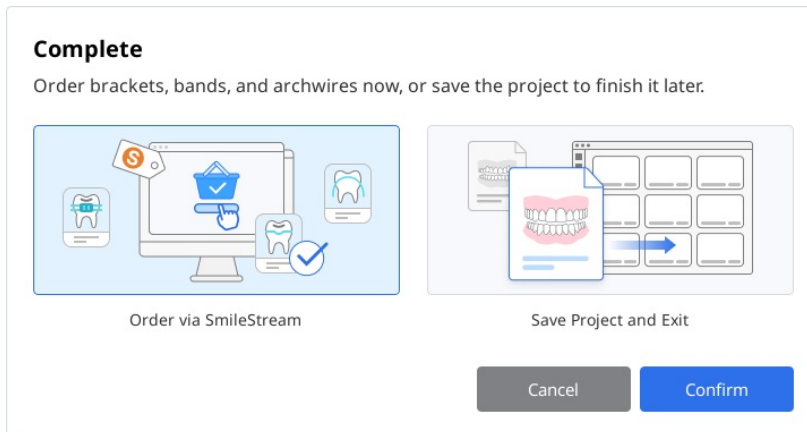 Complete
Order brackets, bands, and archwires now, or save the project to finish it later.
S
Order via SmileStream
Save Project and Exit
Cancel
Confirm